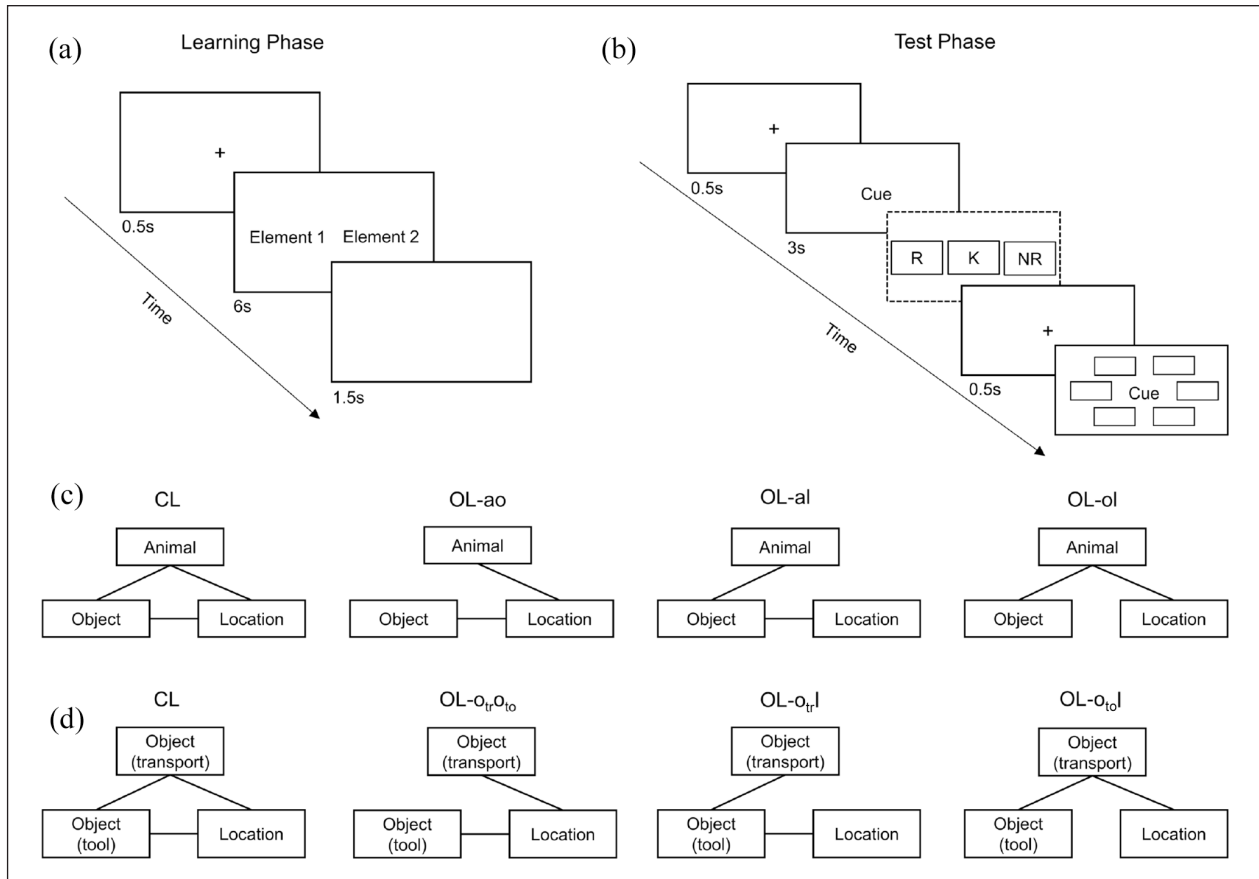 (a)
Learning Phase
+
0.5s
Element 1
Element 2
6s
1.5s
Time
(b)
Test Phase
+
0.5s
Cue
3s
R
K
NR
+
0.5s
Cue
Time
(c)
CL
OL-ao
OL-al
OL-ol
Animal
Animal
Animal
Animal
Object
Location
Object
Location
Object
Location
Object
Location
(d)
CL
OL-oₜᵣoₜₒ
OL-oₜᵣl
OL-oₜₒl
Object
(transport)
Object
(transport)
Object
(transport)
Object
(transport)
Object
(tool)
Location
Object
(tool)
Location
Object
(tool)
Location
Object
(tool)
Location